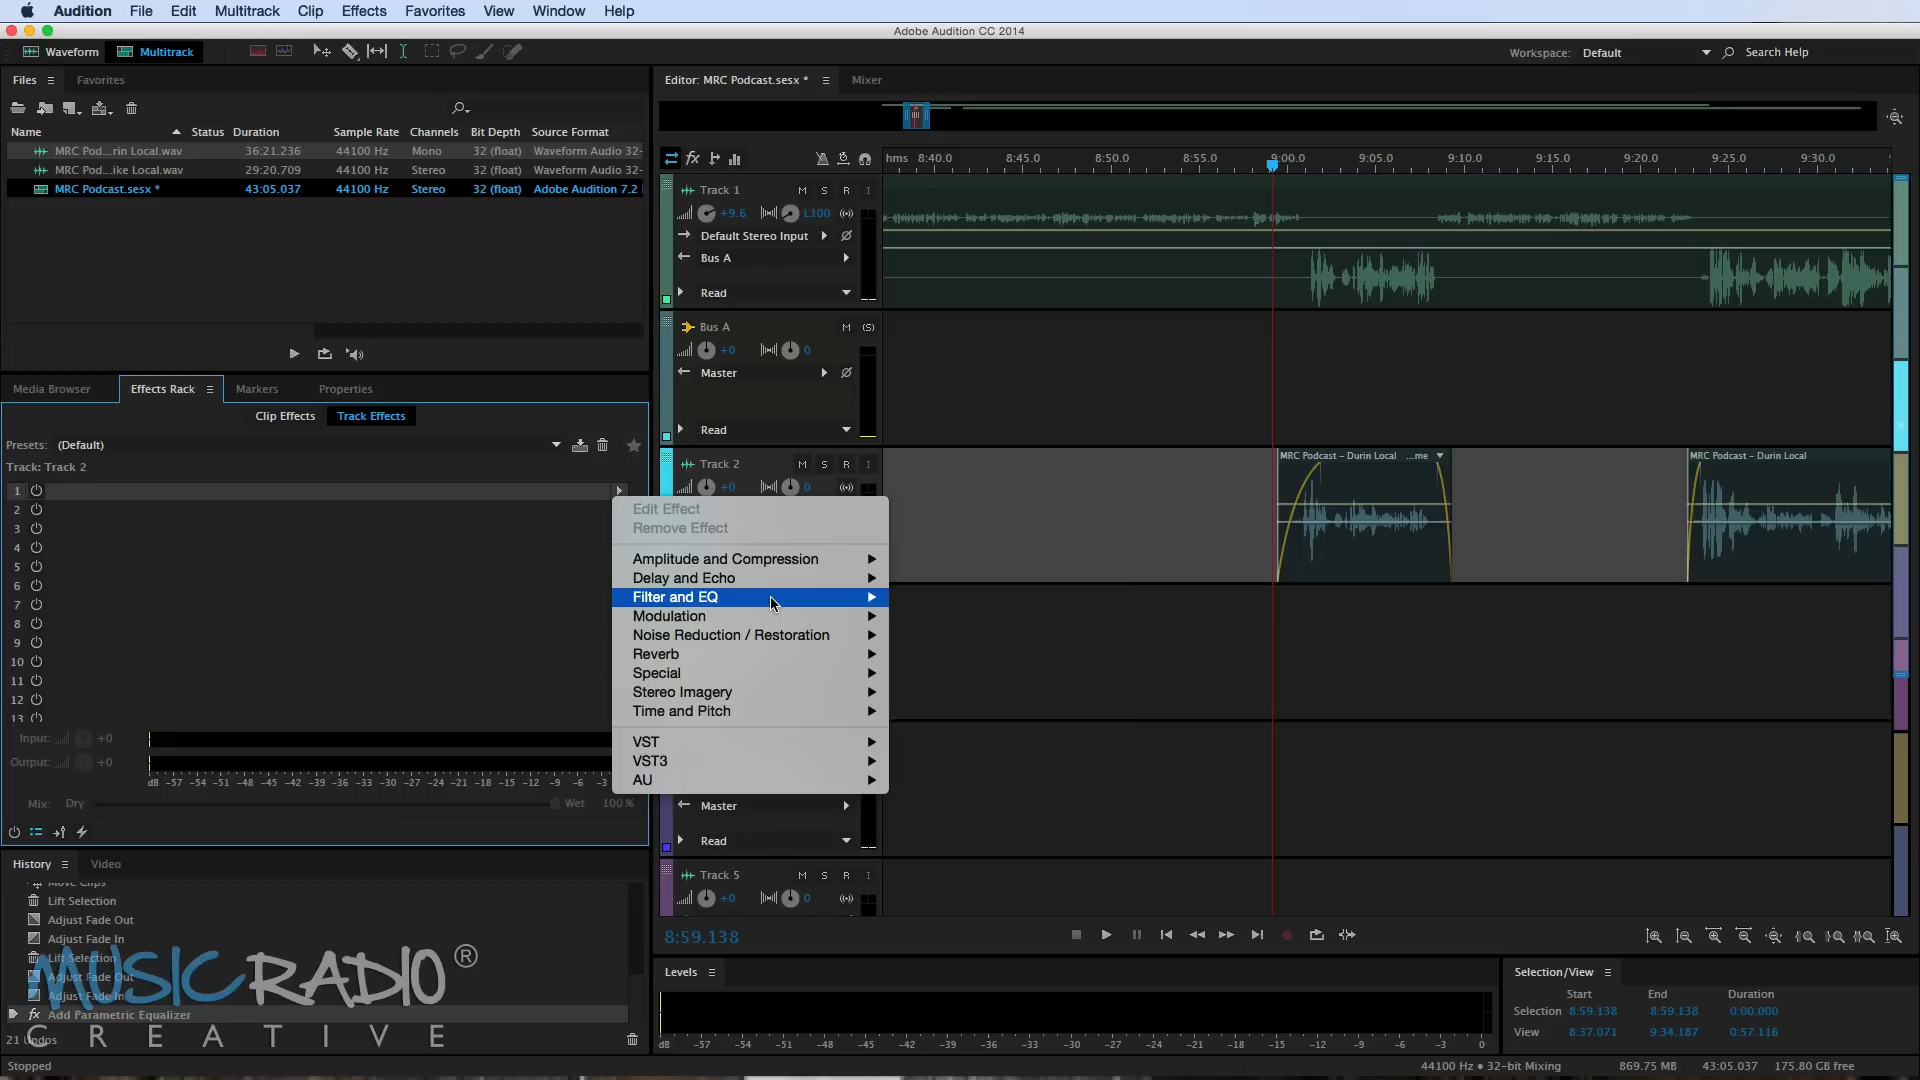 Audition File Edit Multitrack Clip Effects Favorites View Window Help
Adobe Audition CC 2014
Waveform Multitrack Workspace: Default Search Help
Files Favorites
Name Status Duration Sample Rate Channels Bit Depth Source Format
MRC Pod...rin Local.wav 36:21.236 44100 Hz Mono 32 (float) Waveform Audio 32-
MRC Pod...ike Local.wav 29:20.709 44100 Hz Stereo 32 (float) Waveform Audio 32-
MRC Podcast.sesx * 43:05.037 44100 Hz Stereo 32 (float) Adobe Audition 7.2
Media Browser Effects Rack Markers Properties
Clip Effects Track Effects
Presets: (Default)
Track: Track 2
1
2
3
4
5
6
7
8
9
10
11
12
13
Input: +0
Output: +0
dB -57 -54 -51 -48 -45 -42 -39 -36 -33 -30 -27 -24 -21 -18 -15 -12 -9 -6 -3
Mix: Dry Wet 100 %
Edit Effect
Remove Effect
Amplitude and Compression
Delay and Echo
Filter and EQ
Modulation
Noise Reduction / Restoration
Reverb
Special
Stereo Imagery
Time and Pitch
VST
VST3
AU
History Video
Move Clips
Lift Selection
Adjust Fade Out
Adjust Fade In
Lift Selection
Adjust Fade Out
Adjust Fade In
Add Parametric Equalizer
21 Undos
MUSICRADIO®
CREATIVE
Stopped
Editor: MRC Podcast.sesx * Mixer
fx hms 8:40.0 8:45.0 8:50.0 8:55.0 9:00.0 9:05.0 9:10.0 9:15.0 9:20.0 9:25.0 9:30.0
Track 1 M S R I
+9.6 L100
Default Stereo Input
Bus A
Read
Bus A M (S)
+0 0
Master
Read
Track 2 M S R I
+0 0
MRC Podcast – Durin Local ...me
MRC Podcast – Durin Local
Master
Read
Track 5 M S R I
+0 0
8:59.138
Levels
dB -57 -54 -51 -48 -45 -42 -39 -36 -33 -30 -27 -24 -21 -18 -15 -12 -9 -6 -3 0
Selection/View
Start End Duration
Selection 8:59.138 8:59.138 0:00.000
View 8:37.071 9:34.187 0:57.116
44100 Hz • 32-bit Mixing 869.75 MB 43:05.037 175.80 GB free